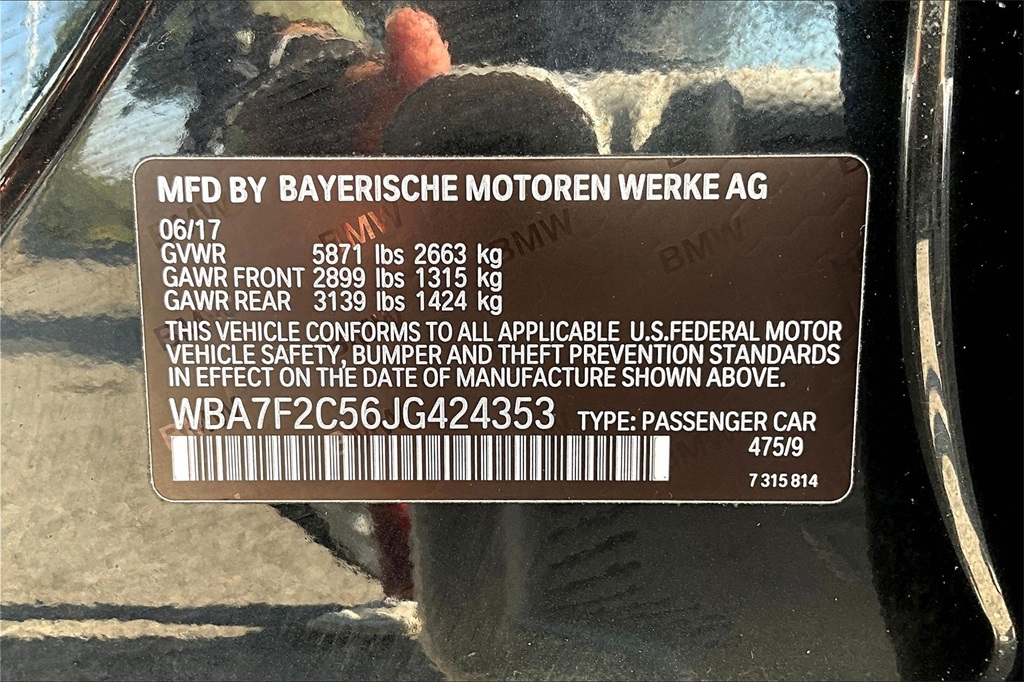 MFD BY BAYERISCHE MOTOREN WERKE AG
06/17
GVWR 5871 lbs 2663 kg
GAWR FRONT 2899 lbs 1315 kg
GAWR REAR 3139 lbs 1424 kg
THIS VEHICLE CONFORMS TO ALL APPLICABLE U.S.FEDERAL MOTOR
VEHICLE SAFETY, BUMPER AND THEFT PREVENTION STANDARDS
IN EFFECT ON THE DATE OF MANUFACTURE SHOWN ABOVE.
WBA7F2C56JG424353 TYPE: PASSENGER CAR
475/9
7 315 814
BMW
BMW
BMW